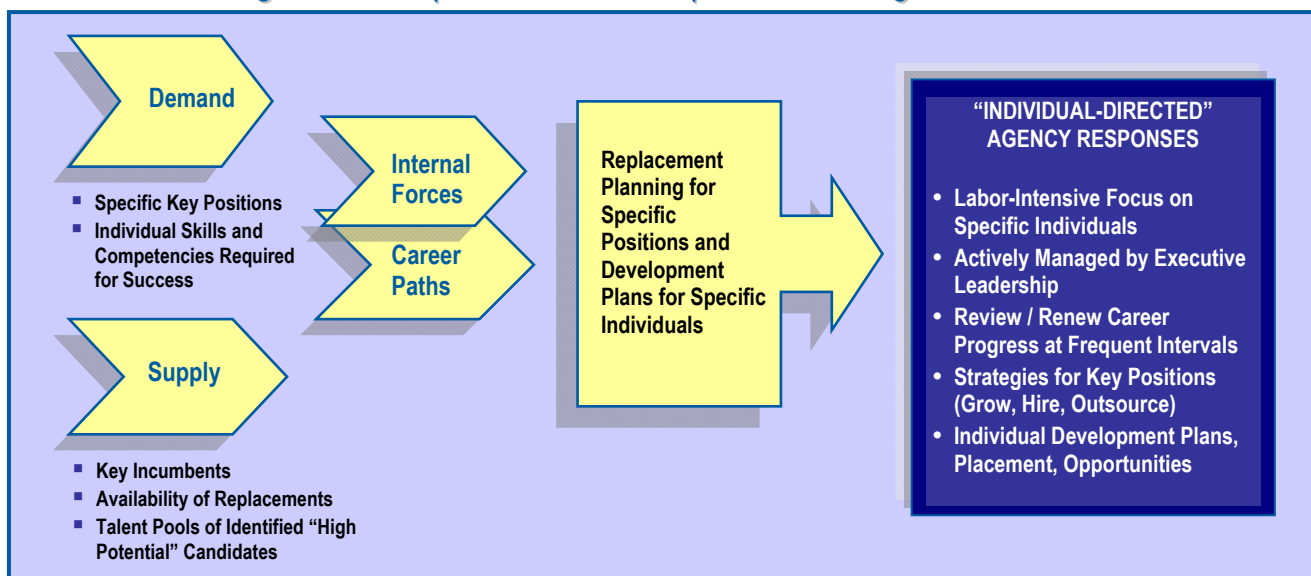 Demand
▪ Specific Key Positions
▪ Individual Skills and
Competencies Required
for Success
Supply
▪ Key Incumbents
▪ Availability of Replacements
▪ Talent Pools of Identified “High
Potential” Candidates
Internal
Forces
Career
Paths
Replacement
Planning for
Specific
Positions and
Development
Plans for Specific
Individuals
“INDIVIDUAL-DIRECTED”
AGENCY RESPONSES
• Labor-Intensive Focus on
Specific Individuals
• Actively Managed by Executive
Leadership
• Review / Renew Career
Progress at Frequent Intervals
• Strategies for Key Positions
(Grow, Hire, Outsource)
• Individual Development Plans,
Placement, Opportunities